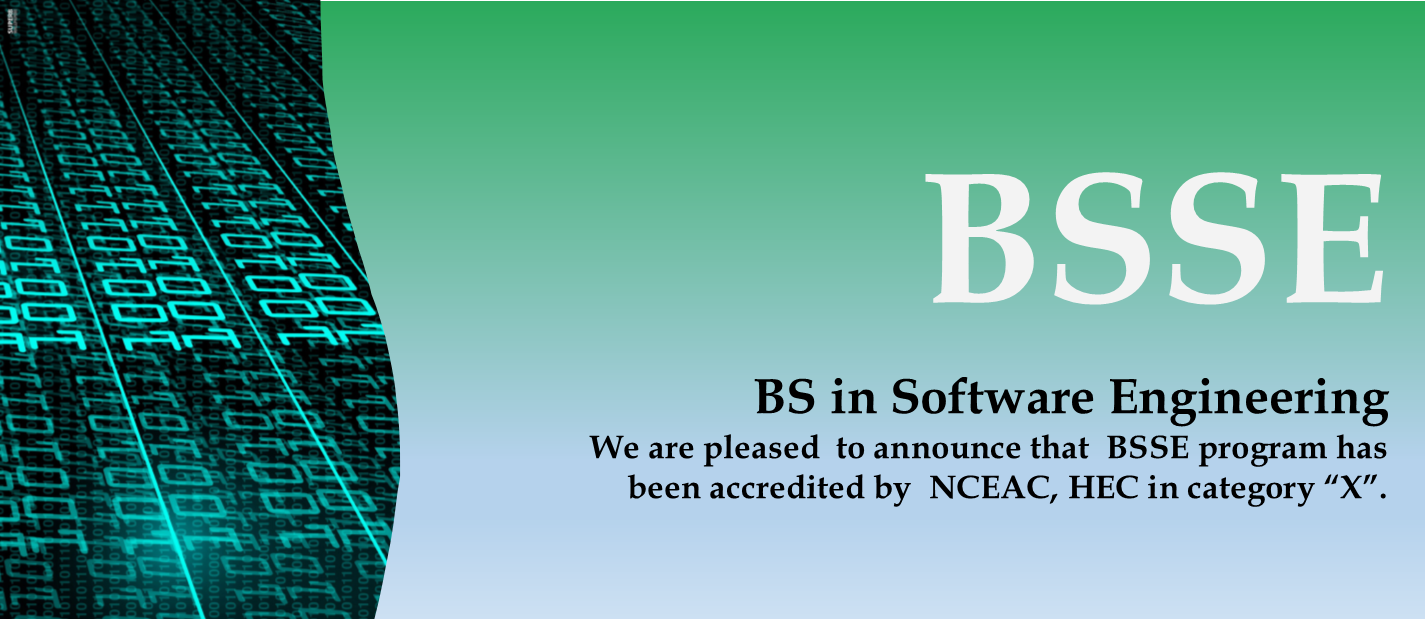 BSSE
BS in Software Engineering
We are pleased to announce that BSSE program has
been accredited by NCEAC, HEC in category “X”.